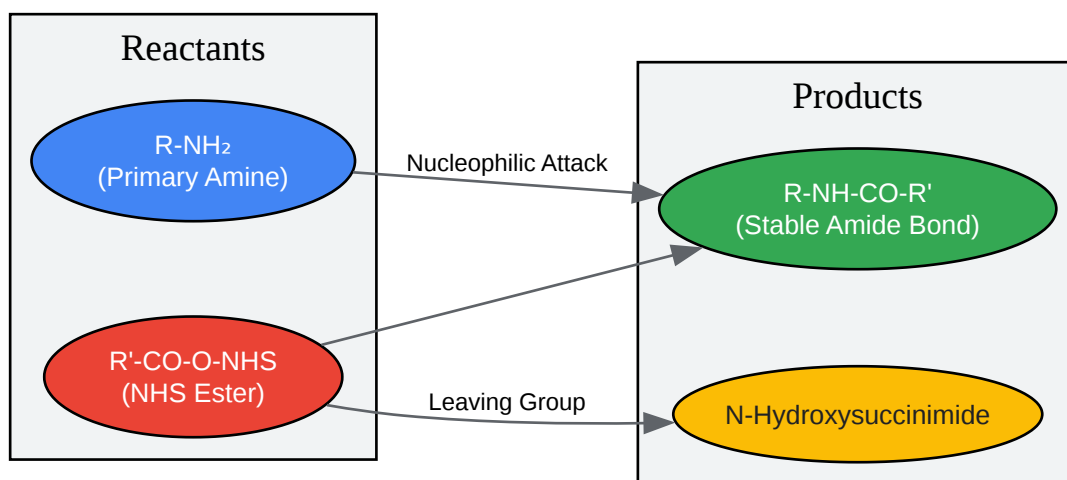 Reactants
R-NH₂
(Primary Amine)
R'-CO-O-NHS
(NHS Ester)
Nucleophilic Attack
Leaving Group
Products
R-NH-CO-R'
(Stable Amide Bond)
N-Hydroxysuccinimide